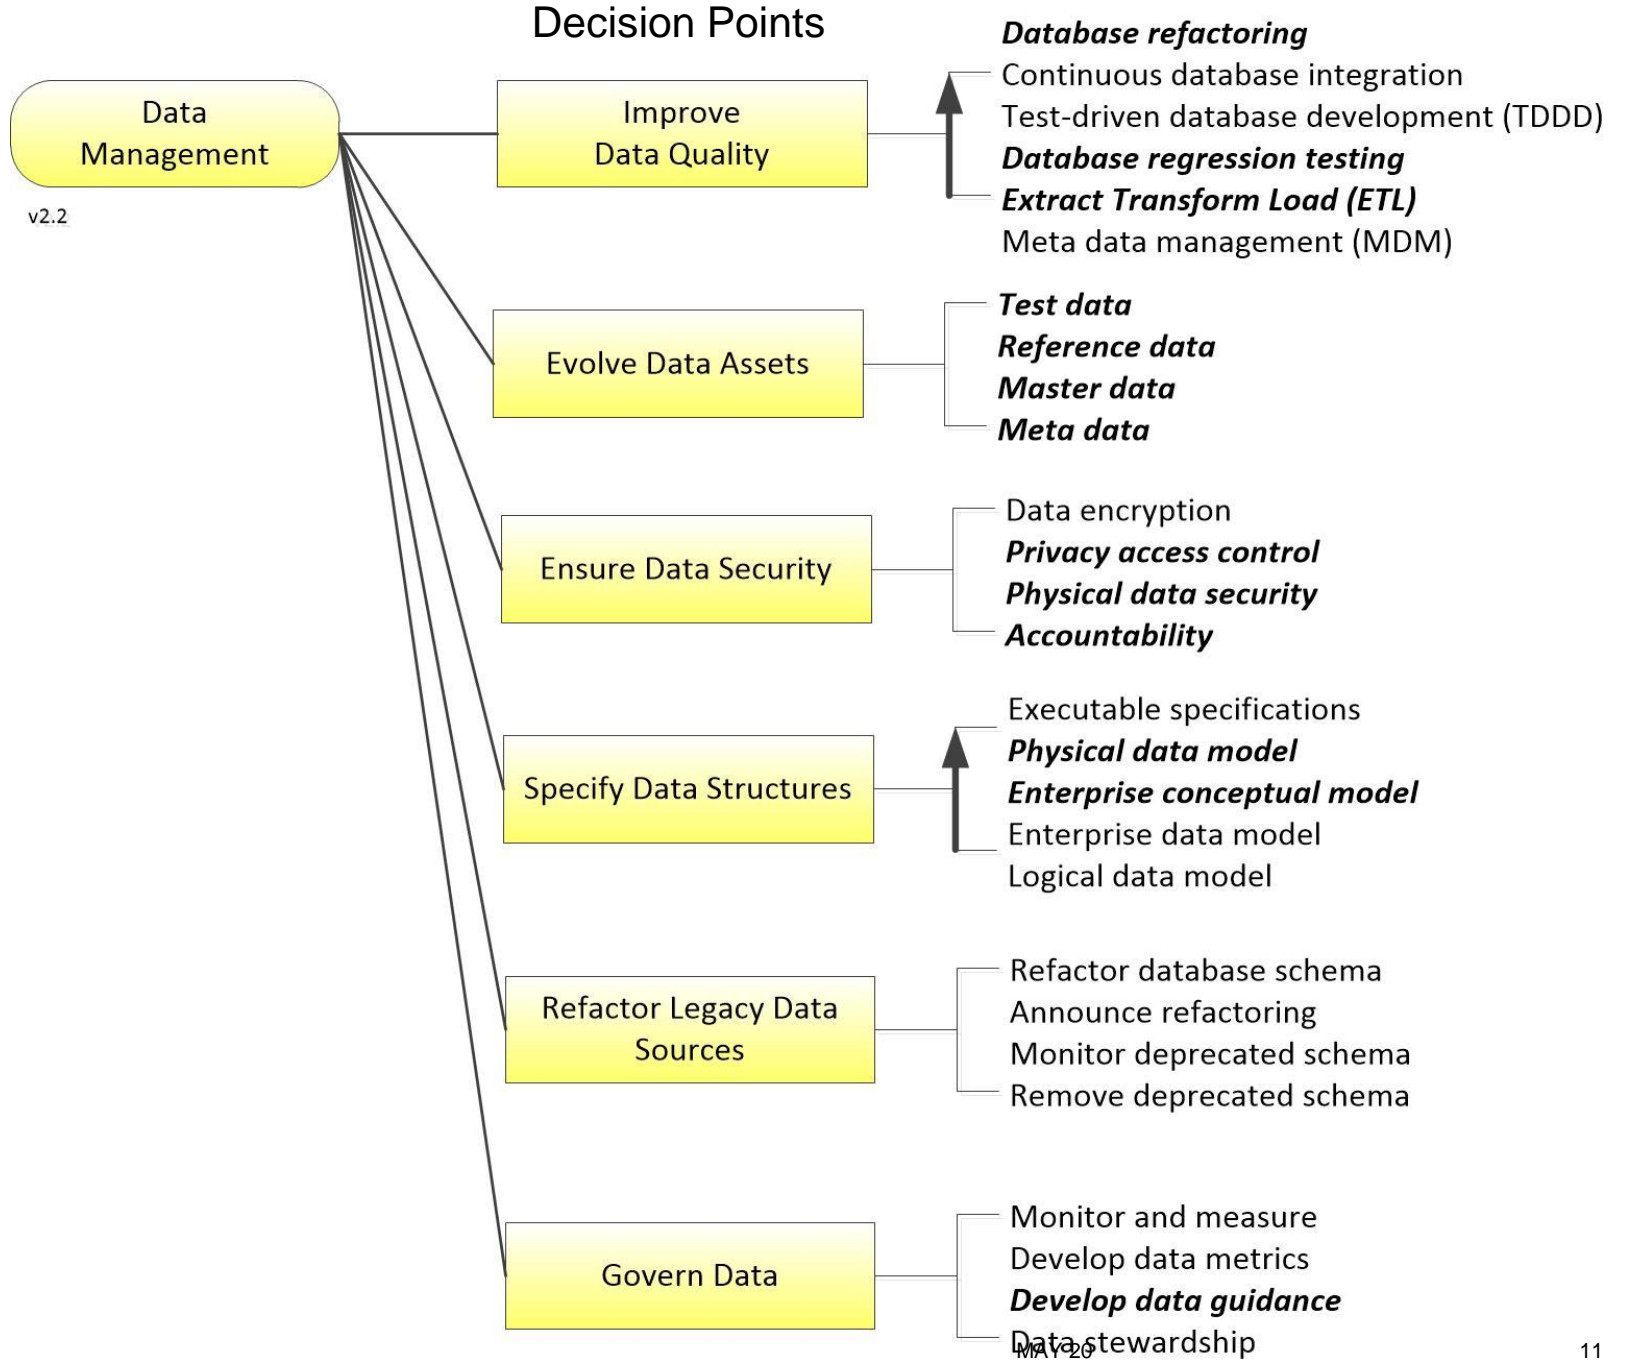 Decision Points
Data
Management
v2.2
Improve
Data Quality
Database refactoring
Continuous database integration
Test-driven database development (TDDD)
Database regression testing
Extract Transform Load (ETL)
Meta data management (MDM)
Evolve Data Assets
Test data
Reference data
Master data
Meta data
Ensure Data Security
Data encryption
Privacy access control
Physical data security
Accountability
Specify Data Structures
Executable specifications
Physical data model
Enterprise conceptual model
Enterprise data model
Logical data model
Refactor Legacy Data
Sources
Refactor database schema
Announce refactoring
Monitor deprecated schema
Remove deprecated schema
Govern Data
Monitor and measure
Develop data metrics
Develop data guidance
Data stewardship
MAY 20
11